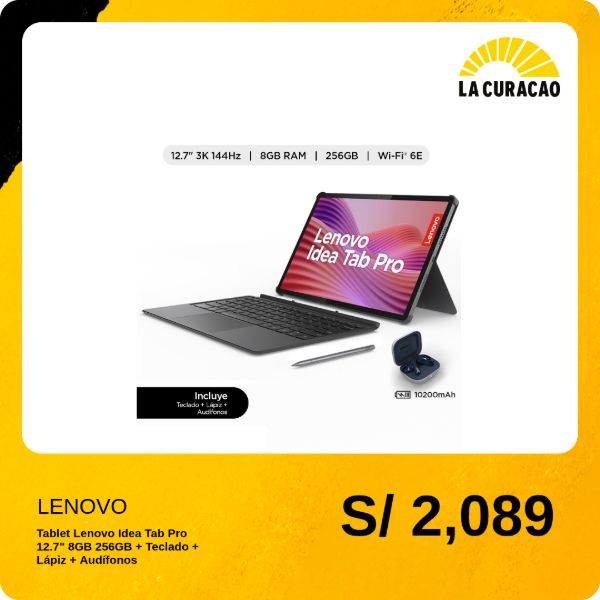 LA CURACAO
12.7" 3K 144Hz | 8GB RAM | 256GB | Wi-Fi® 6E
Lenovo
Lenovo
Idea Tab Pro
Incluye
Teclado + Lápiz +
Audífonos
10200mAh
LENOVO
S/ 2,089
Tablet Lenovo Idea Tab Pro
12.7" 8GB 256GB + Teclado +
Lápiz + Audífonos